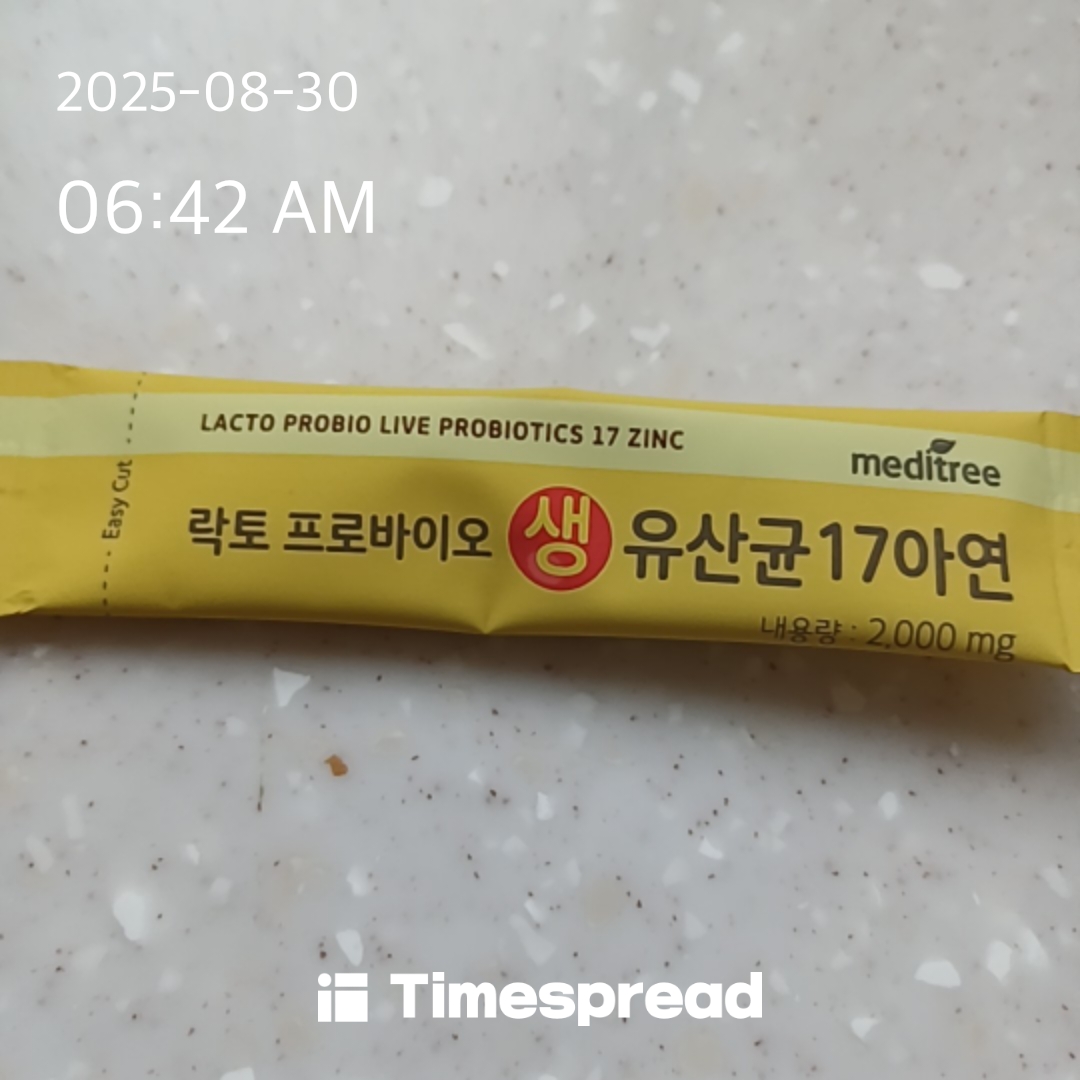 2025-08-30
06:42 AM
LACTO PROBIO LIVE PROBIOTICS 17 ZINC
meditree
Easy Cut
락토 프로바이오 생 유산균17아연
내용량 : 2,000 mg
Timespread